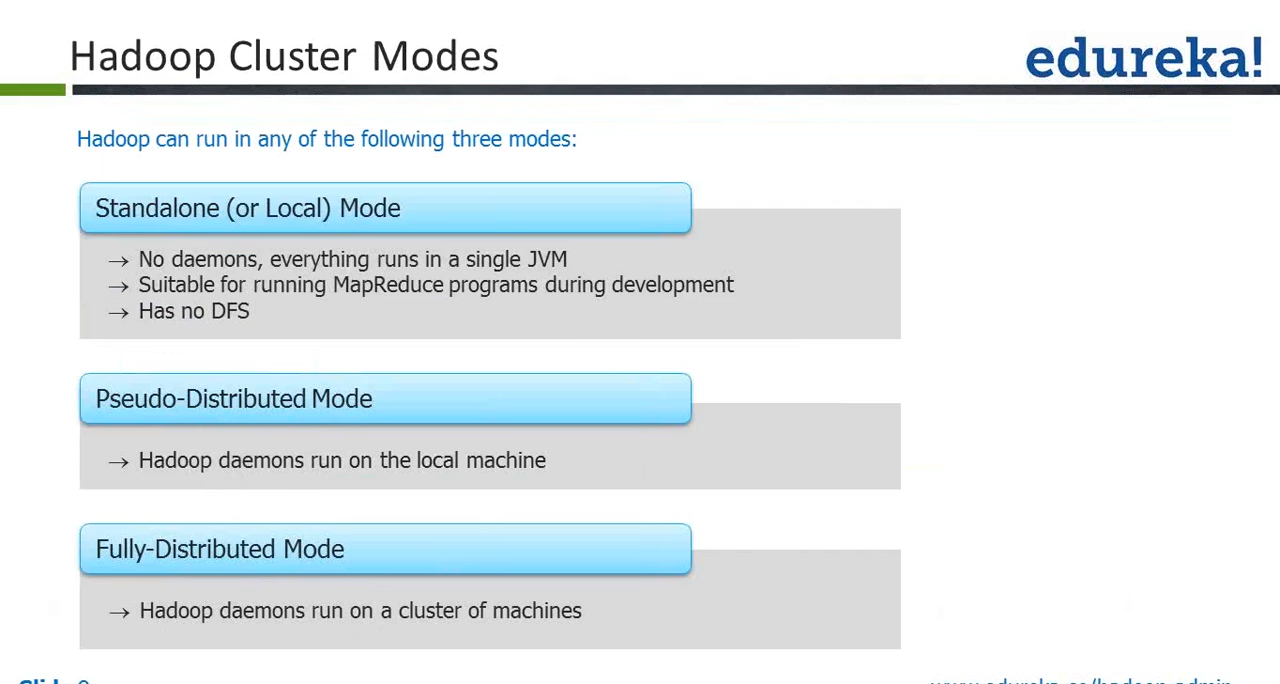 Hadoop Cluster Modes
edureka!
Hadoop can run in any of the following three modes:
Standalone (or Local) Mode
→ No daemons, everything runs in a single JVM
→ Suitable for running MapReduce programs during development
→ Has no DFS
Pseudo-Distributed Mode
→ Hadoop daemons run on the local machine
Fully-Distributed Mode
→ Hadoop daemons run on a cluster of machines
Slide
www.edureka.co/hadoop-admin